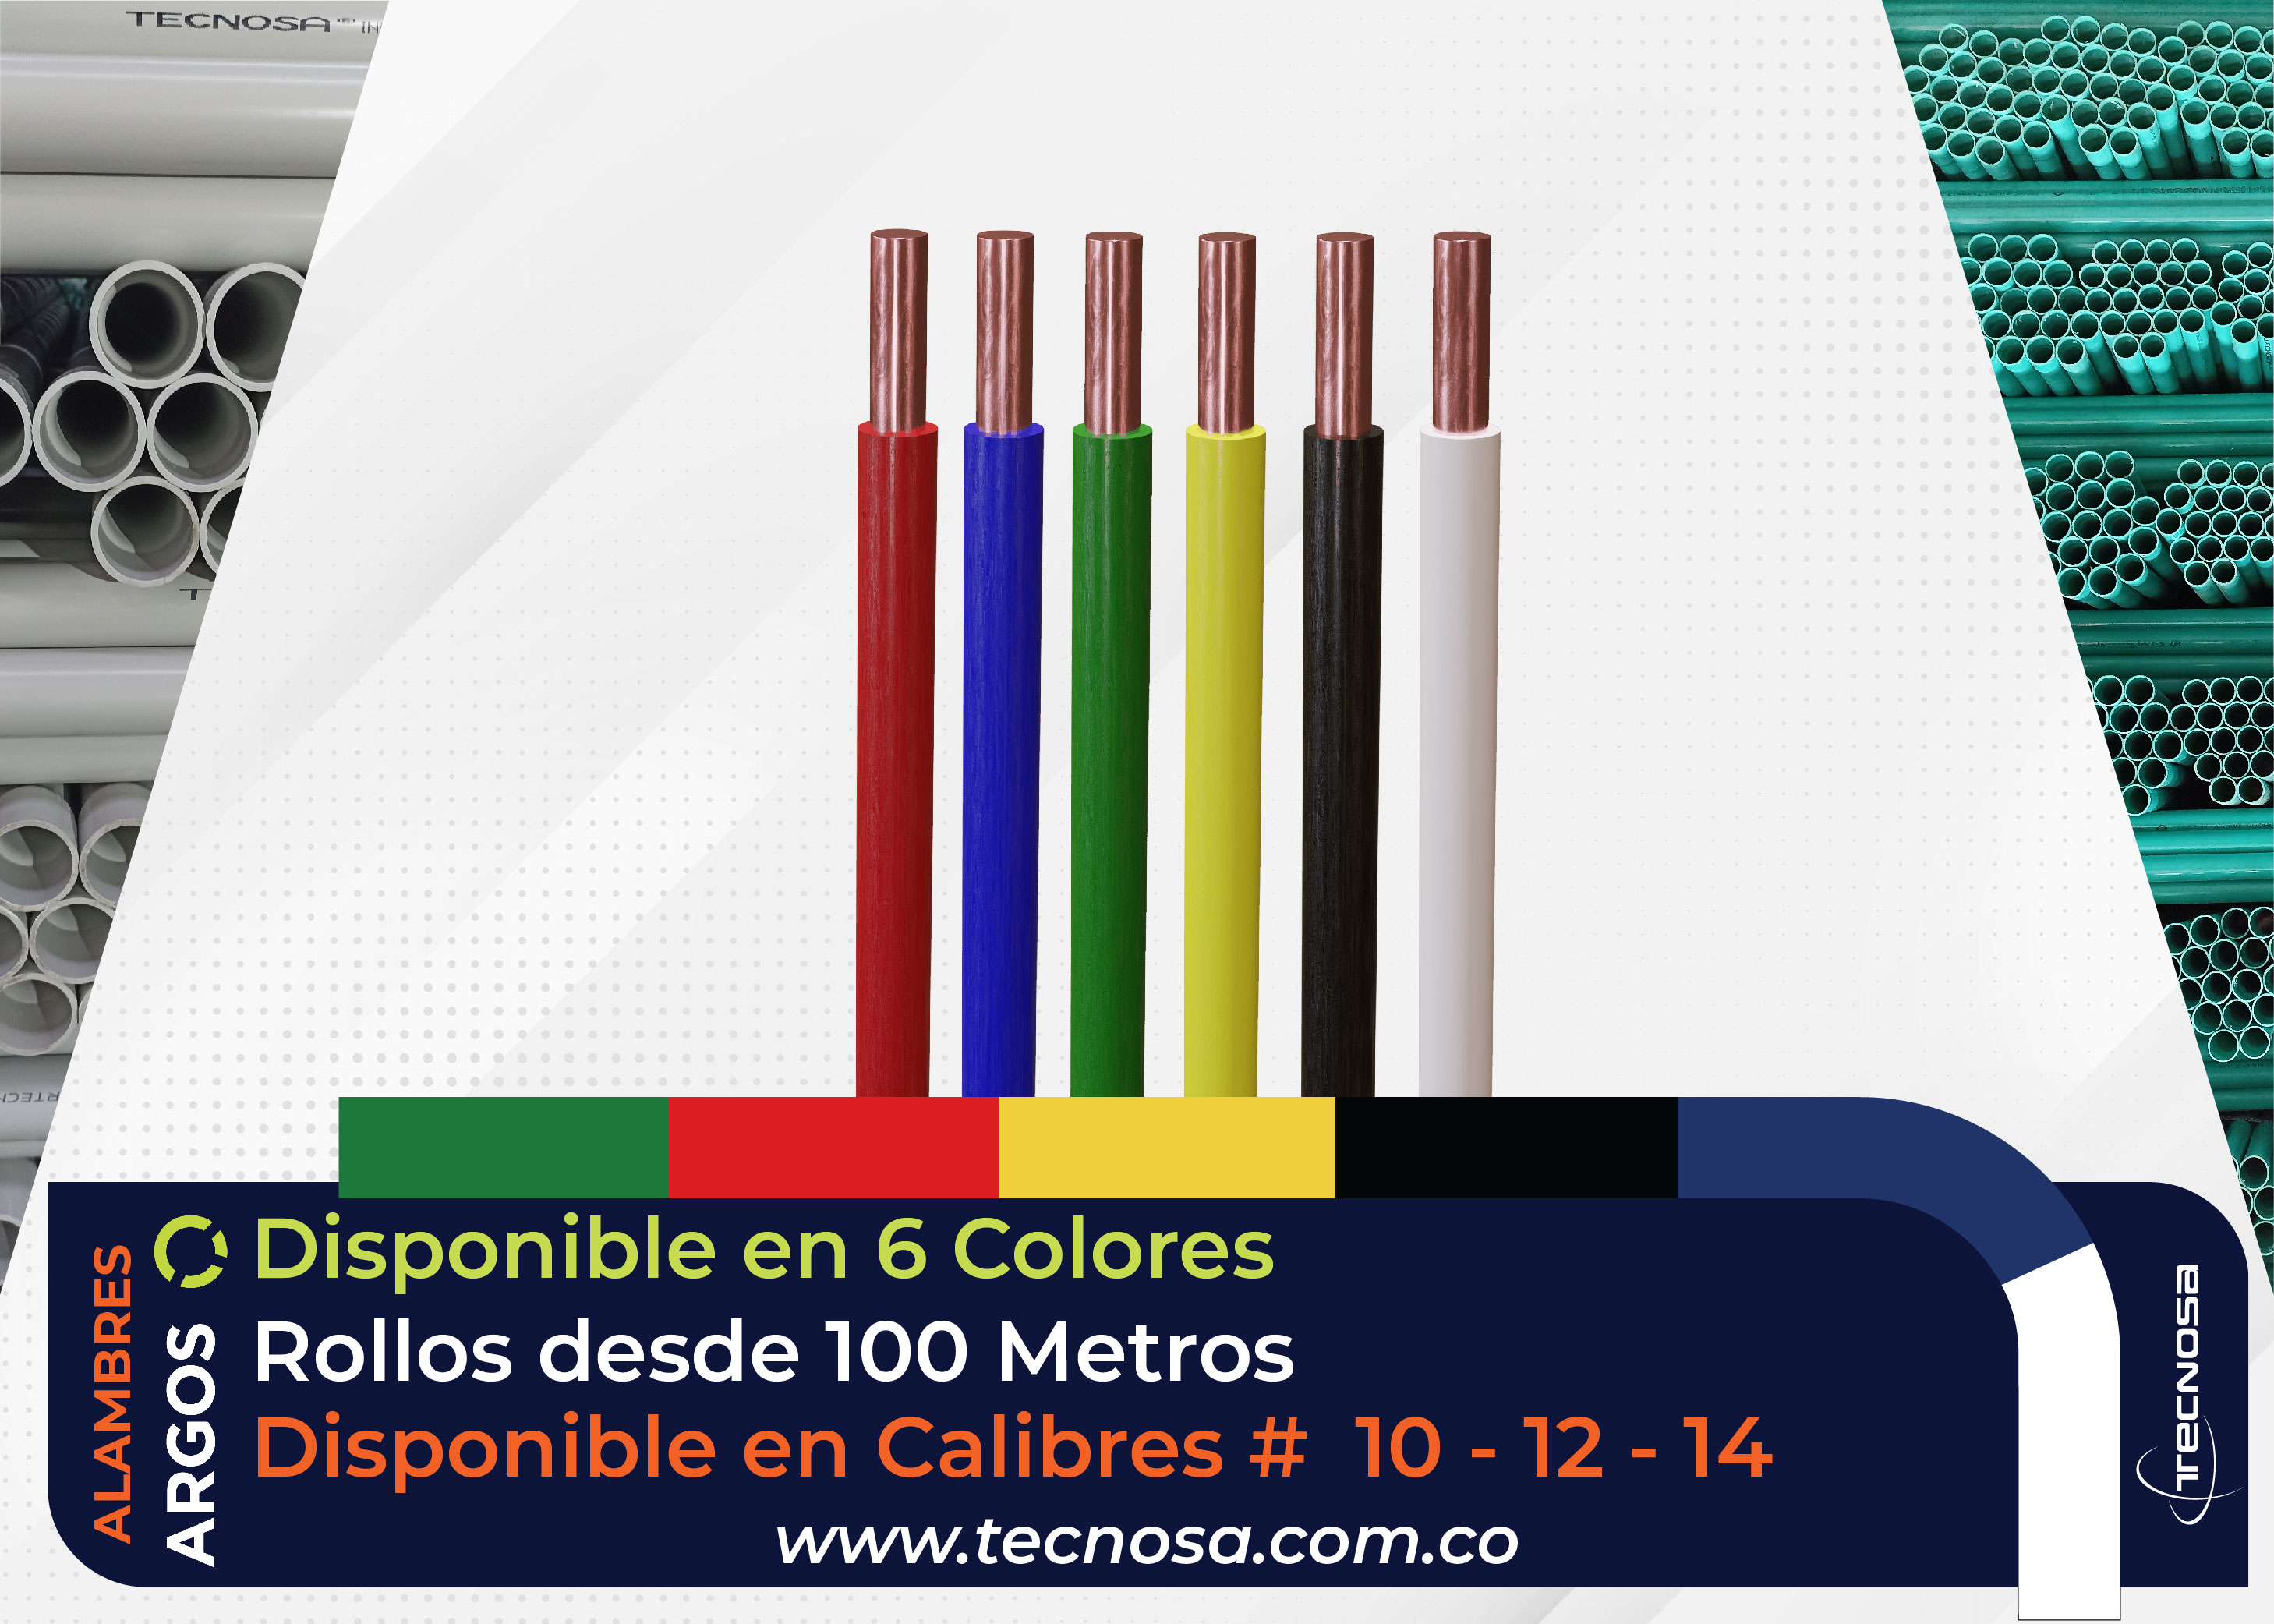 TECNOSA®
ALAMBRES
ARGOS
Disponible en 6 Colores
Rollos desde 100 Metros
Disponible en Calibres # 10 - 12 - 14
www.tecnosa.com.co
TECNOSA